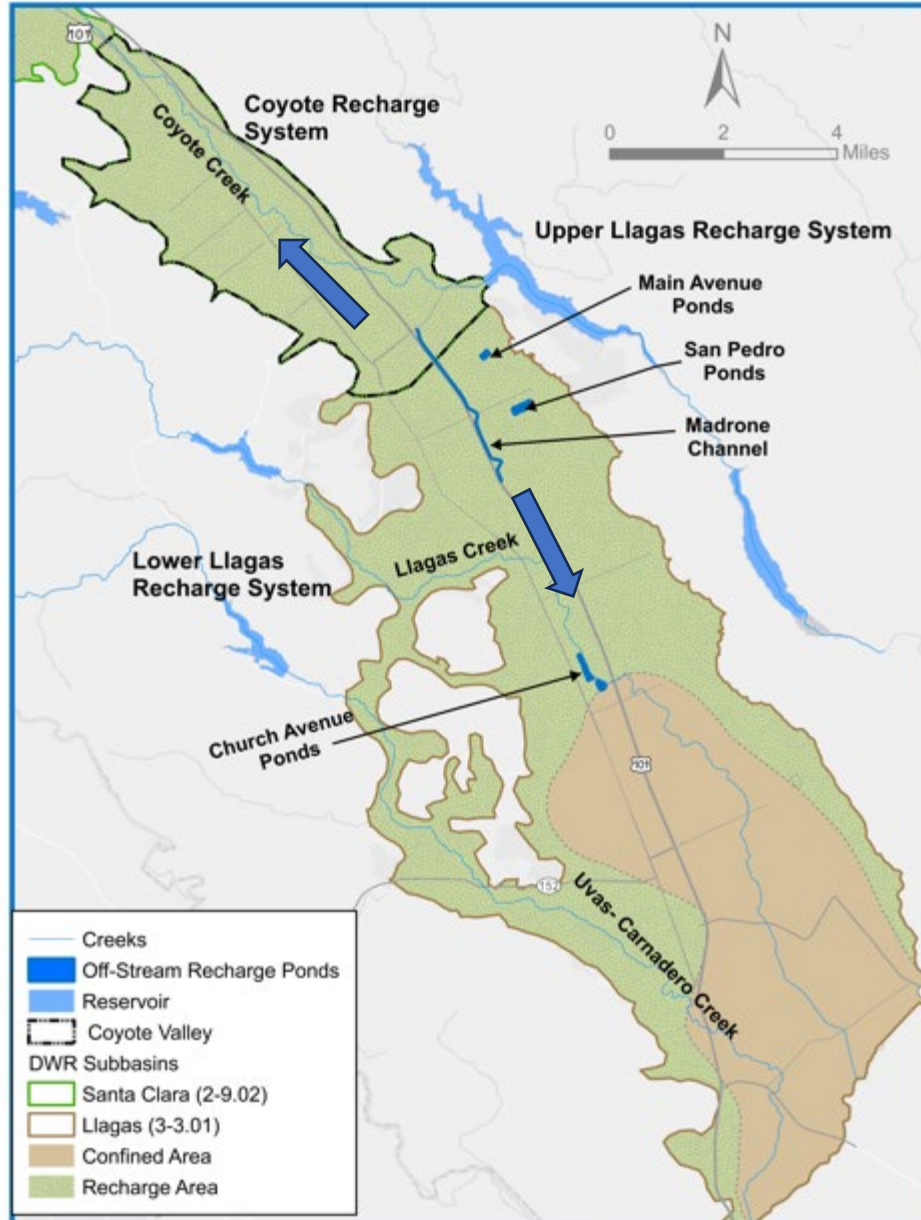 101
N
Coyote Recharge
System
0 2 4
Miles
Coyote Creek
Upper Llagas Recharge System
Main Avenue
Ponds
San Pedro
Ponds
Madrone
Channel
Llagas Creek
Lower Llagas
Recharge System
Church Avenue
Ponds
101
152
Uvas- Carnadero Creek
Creeks
Off-Stream Recharge Ponds
Reservoir
Coyote Valley
DWR Subbasins
Santa Clara (2-9.02)
Llagas (3-3.01)
Confined Area
Recharge Area